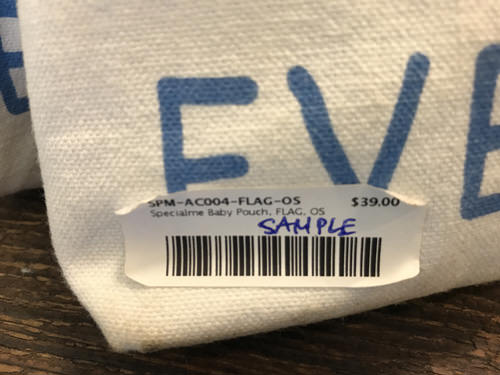 EVE
SPM-AC004-FLAG-OS $39.00
Specialme Baby Pouch, FLAG, OS
SAMPLE